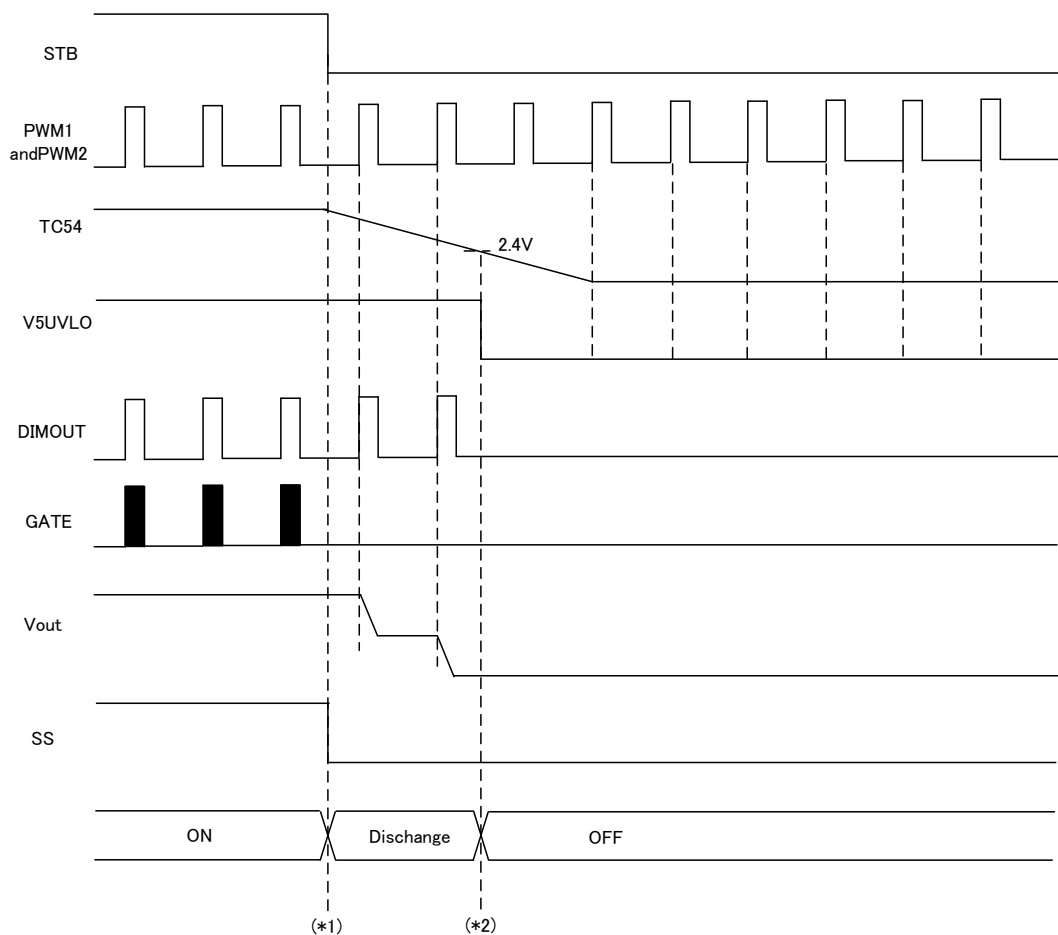 STB
PWM1
andPWM2
TC54
2.4V
V5UVLO
DIMOUT
GATE
Vout
SS
ON Dischange OFF
(*1) (*2)